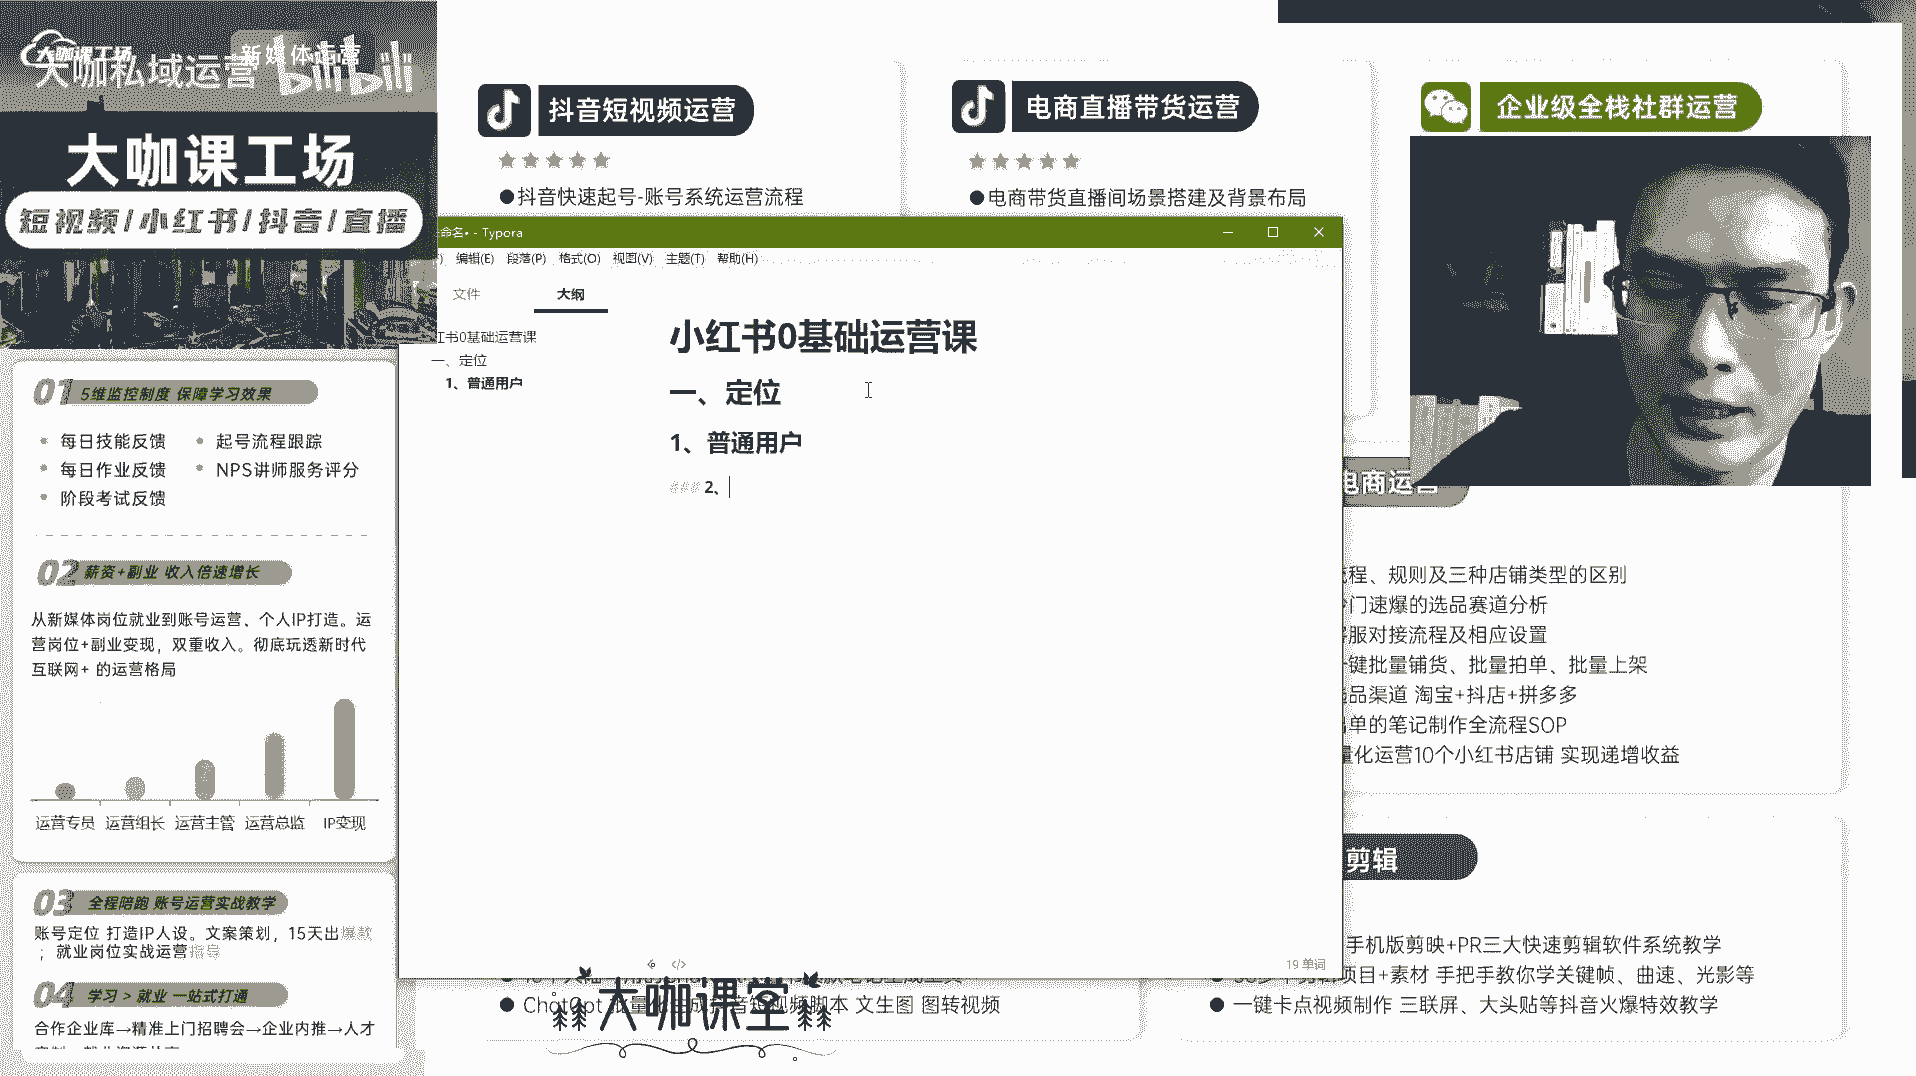 大咖课工场
大咖私域运营
新媒体运营
bilibili
大咖课工场
短视频/小红书/抖音/直播
01 5维监控制度 保障学习效果
每日技能反馈
起号流程跟踪
每日作业反馈
NPS讲师服务评分
阶段考试反馈
02 薪资+副业 收入倍速增长
从新媒体岗位就业到账号运营、个人IP打造。运
营岗位+副业变现，双重收入。彻底玩透新时代
互联网+ 的运营格局
运营专员 运营组长 运营主管 运营总监 IP变现
03 全程陪跑 账号运营实战教学
账号定位 打造IP人设。文案策划，15天出爆款
；就业岗位实战运营指导
04 学习 > 就业 一站式打通
合作企业库→精准上门招聘会→企业内推→人才
抖音短视频运营
●抖音快速起号-账号系统运营流程
电商直播带货运营
●电商带货直播间场景搭建及背景布局
企业级全栈社群运营
命名• - Typora
编辑(E) 段落(P) 格式(O) 视图(V) 主题(T) 帮助(H)
文件
大纲
红书0基础运营课
一、定位
1、普通用户
小红书0基础运营课
一、定位
1、普通用户
### 2、
19 单词
电商运营
流程、规则及三种店铺类型的区别
门速爆的选品赛道分析
客服对接流程及相应设置
一键批量铺货、批量拍单、批量上架
选品渠道 淘宝+抖店+拼多多
出单的笔记制作全流程SOP
量化运营10个小红书店铺 实现递增收益
剪辑
手机版剪映+PR三大快速剪辑软件系统教学
项目+素材 手把手教你学关键帧、曲速、光影等
● 一键卡点视频制作 三联屏、大头贴等抖音火爆特效教学
● ChatGpt 批量化生成抖音短视频脚本 文生图 图转视频
大咖课堂